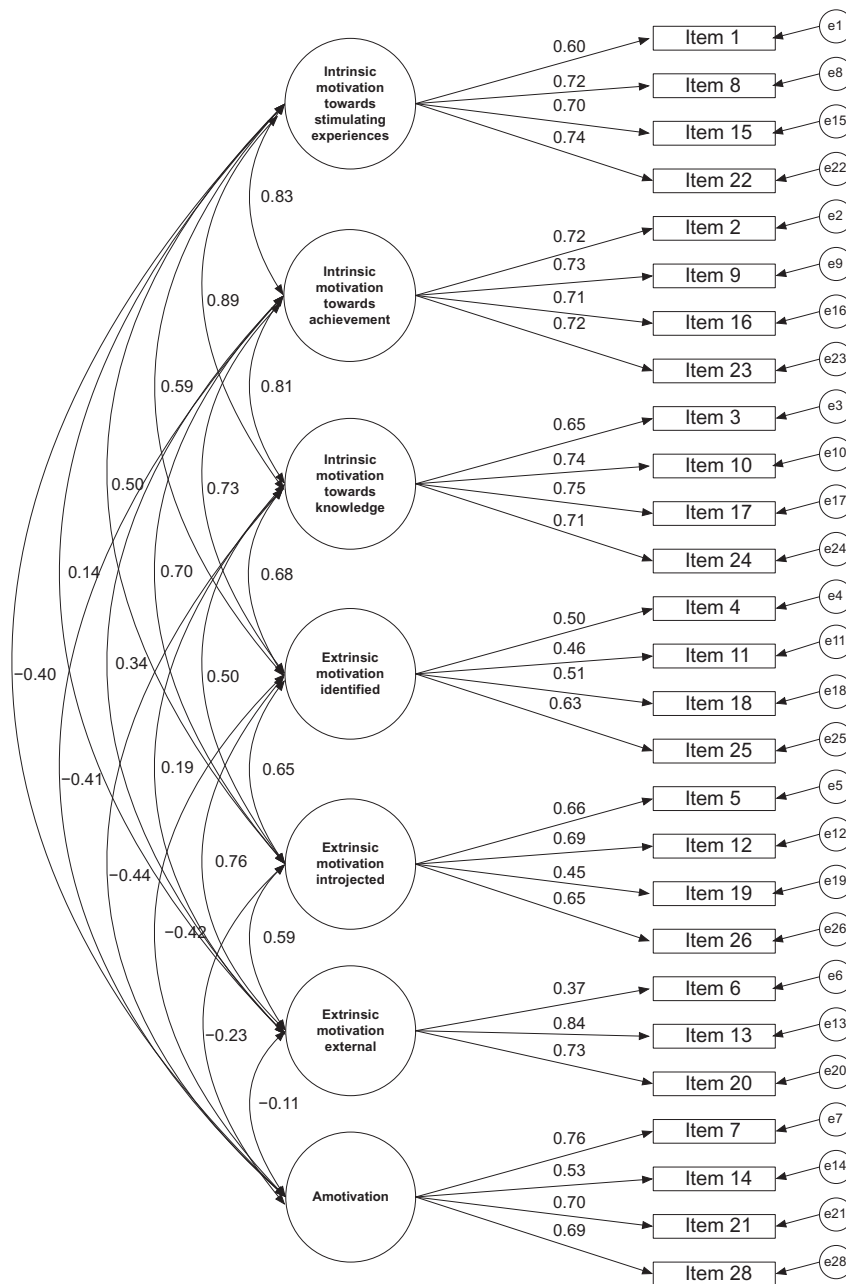 e1
0.60
Item 1
Intrinsic
motivation
towards
stimulating
experiences
0.72
Item 8
e8
0.70
Item 15
e15
0.74
Item 22
e22
0.83
Intrinsic
motivation
towards
achievement
0.72
Item 2
e2
0.73
Item 9
e9
0.71
Item 16
e16
0.72
Item 23
e23
0.89
0.59
0.81
Intrinsic
motivation
towards
knowledge
0.65
Item 3
e3
0.74
Item 10
e10
0.75
Item 17
e17
0.71
Item 24
e24
0.50
0.73
0.14
0.70
0.68
Extrinsic
motivation
identified
0.50
Item 4
e4
0.46
Item 11
e11
0.51
Item 18
e18
0.63
Item 25
e25
−0.40
0.34
0.50
−0.41
0.19
0.65
Extrinsic
motivation
introjected
0.66
Item 5
e5
0.69
Item 12
e12
0.45
Item 19
e19
0.65
Item 26
e26
−0.44
0.76
−0.42
0.59
Extrinsic
motivation
external
0.37
Item 6
e6
0.84
Item 13
e13
0.73
Item 20
e20
−0.23
−0.11
Amotivation
0.76
Item 7
e7
0.53
Item 14
e14
0.70
Item 21
e21
0.69
Item 28
e28